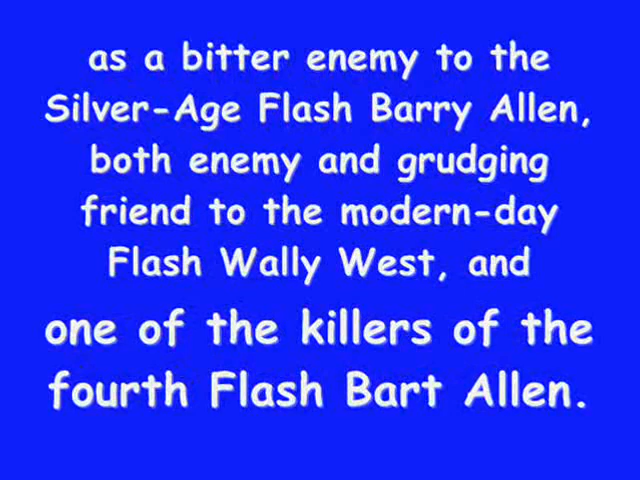 as a bitter enemy to the
Silver-Age Flash Barry Allen,
both enemy and grudging
friend to the modern-day
Flash Wally West, and
one of the killers of the
fourth Flash Bart Allen.